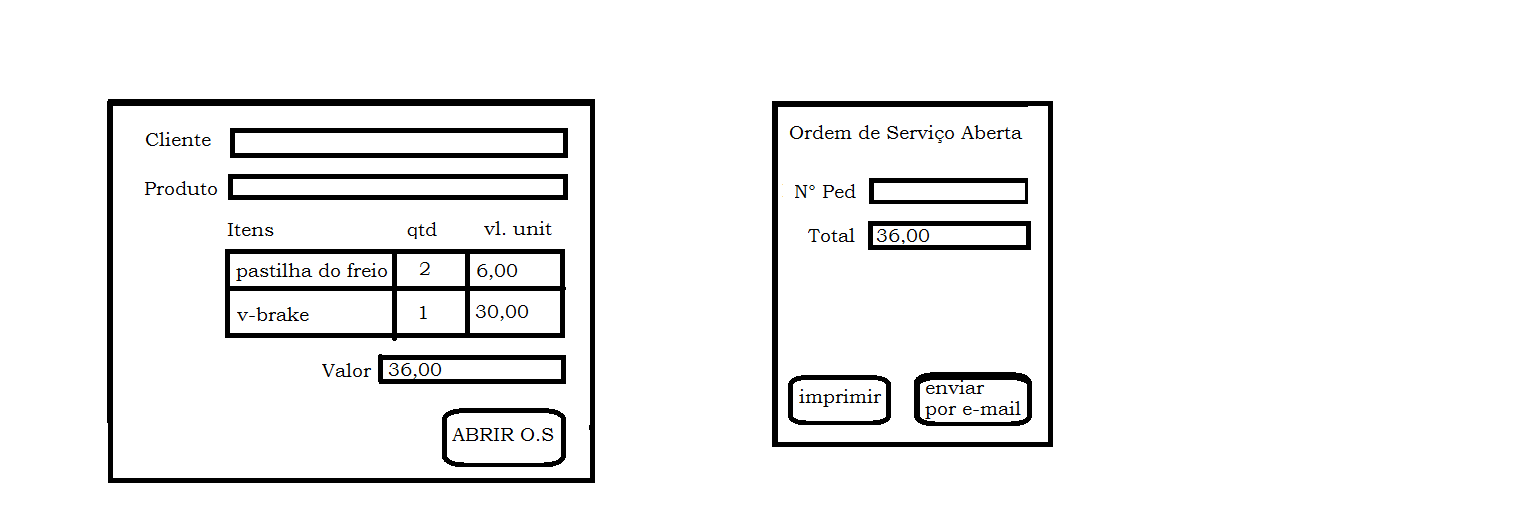 Cliente
Produto
Itens qtd vl. unit
pastilha do freio 2 6,00
v-brake 1 30,00
Valor 36,00
ABRIR O.S
Ordem de Serviço Aberta
N° Ped
Total 36,00
imprimir
enviar
por e-mail